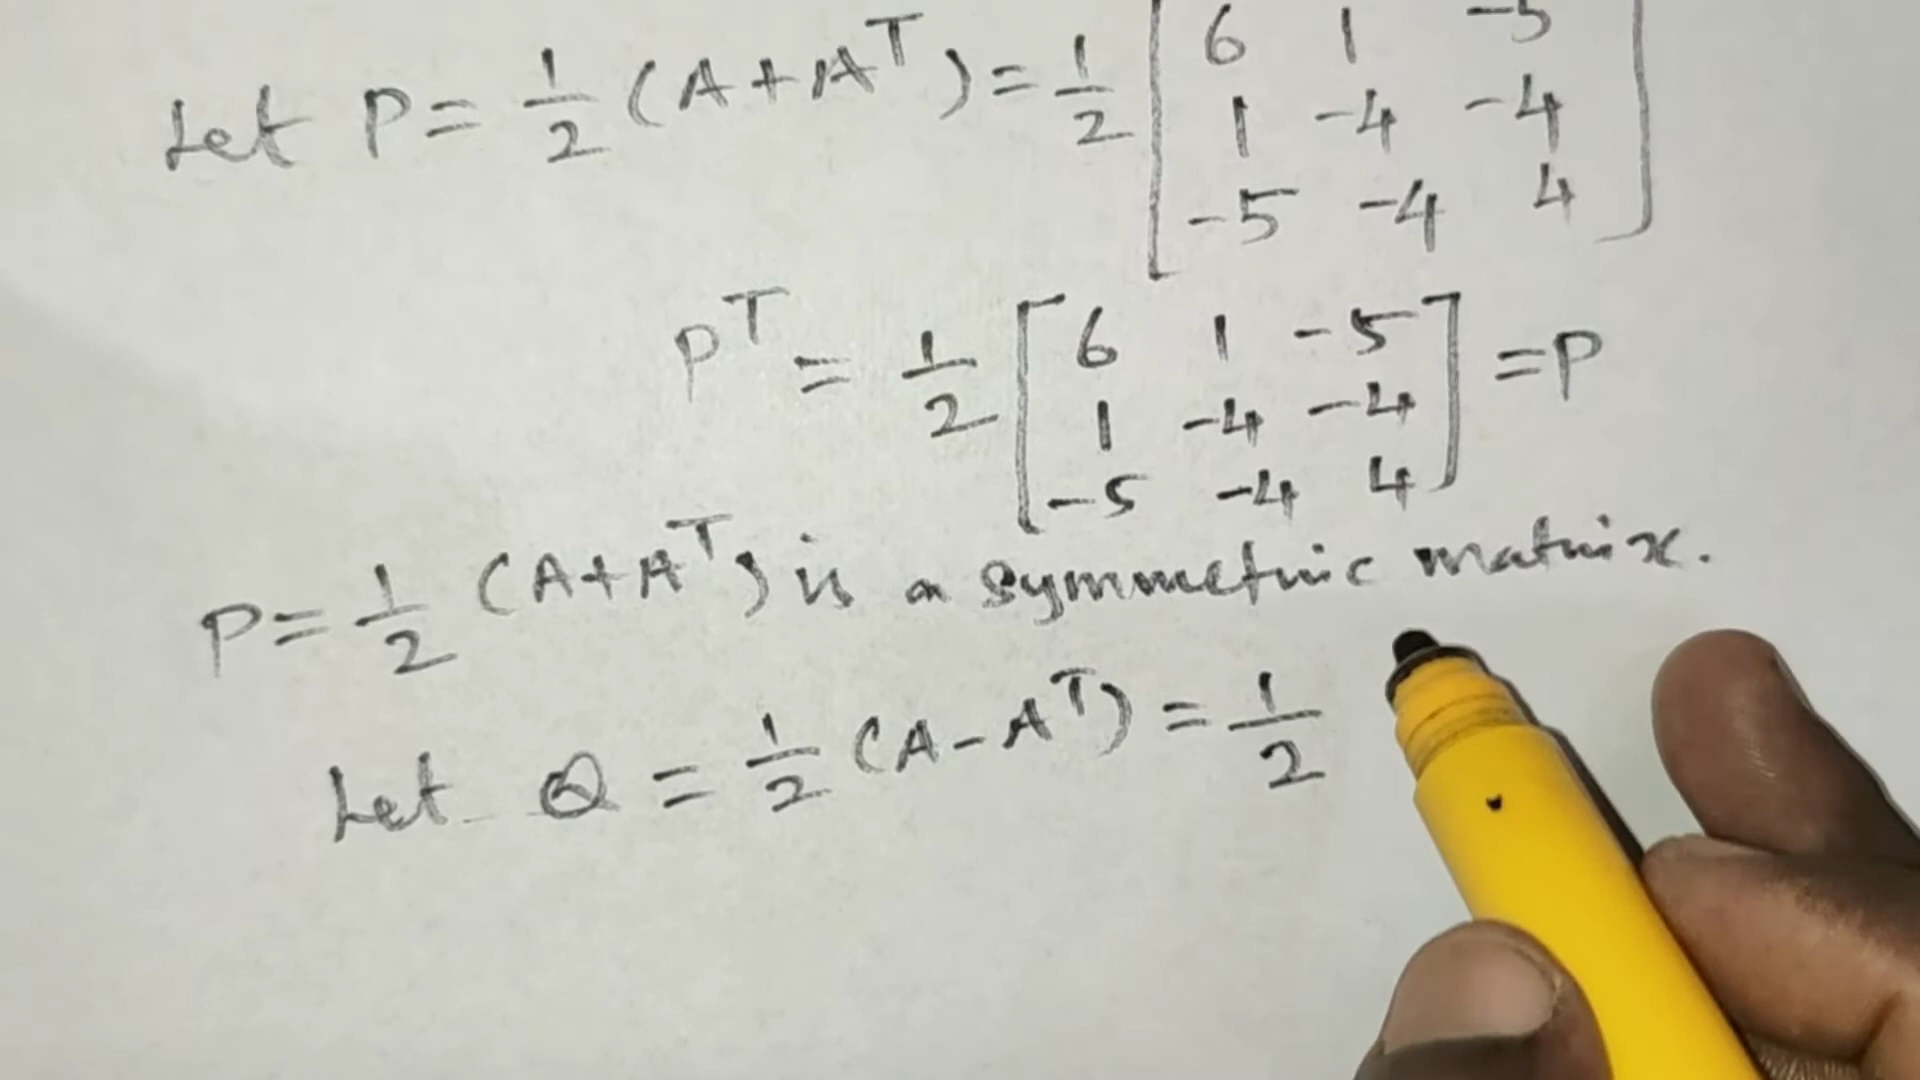 Let P = 1/2 (A + A^T) = 1/2 [6 1 -5
1 -4 -4
-5 -4 4]
P^T = 1/2 [6 1 -5
1 -4 -4
-5 -4 4] = P
P = 1/2 (A + A^T) is a symmetric matrix.
Let Q = 1/2 (A - A^T) = 1/2